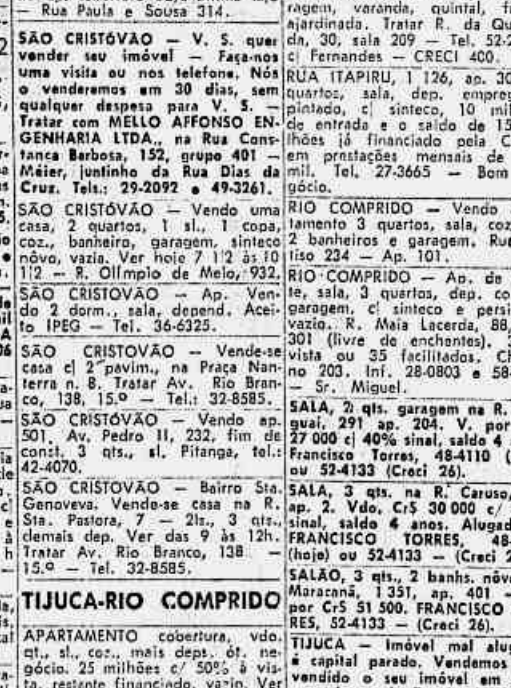 — Rua Paula e Sousa 314.
SÃO CRISTÓVÃO — V. S. quer
vender seu imóvel — Faça-nos
uma visita ou nos telefone. Nós
o venderemos em 30 dias, sem
qualquer despesa para V. S. —
Tratar com MELLO AFFONSO EN-
GENHARIA LTDA., na Rua Cons-
tança Barbosa, 152, grupo 401 —
Méier, juntinho da Rua Dias da
Cruz. Tels.: 29-2092 e 49-3261.
SÃO CRISTÓVÃO — Vendo uma
casa, 2 quartos, 1 sl., 1 copa,
coz., banheiro, garagem, sinteco
nôvo, vazia. Ver hoje 7 1|2 às 10
1|2 — R. Olímpio de Melo, 932.
SÃO CRISTOVÃO — Ap. Ven-
do 2 dorm., sala, depend. Acei-
to IPEG — Tel. 36-6325.
SÃO CRISTOVÃO — Vende-se
casa c| 2 pavim., na Praça Nan-
terra n. 8. Tratar Av. Rio Bran-
co, 138, 15.º — Tel.: 32-8585.
SÃO CRISTÓVÃO — Vendo ap.
501, Av. Pedro II, 232, fim de
const. 3 qts., sl. Pitanga, tel.:
42-4070.
SÃO CRISTÓVÃO — Bairro Sta.
Genoveva. Vende-se casa na R.
Sta. Pastora, 7 — 2ls., 3 qts.,
demais dep. Ver das 9 às 12h.
Tratar Av. Rio Branco, 138 —
15.º — Tel. 32-8585.
TIJUCA-RIO COMPRIDO
APARTAMENTO cobertura, vdo.
qt., sl., coz., mais deps. ót. ne-
gócio. 25 milhões c/ 50% à vis-
ta, restante financiado, vazio. Ver
ragem, varanda, quintal,
ajardinada. Tratar R. da Qu
da, 30, sala 209 — Tel. 52-2
c| Fernandes — CRECI 400.
RUA ITAPIRU, 1 126, ap. 30
quartos, sala, dep. empreg
pintado, c| sinteco, 10 mil
de entrada e o saldo de 15
lhões já financiado pela C
em prestações mensais de
mil. Tel. 27-3665 — Bom
gócio.
RIO COMPRIDO — Vendo
tamento 3 quartos, sala, coz
2 banheiros e garagem. Rua
tiso 234 — Ap. 101.
RIO COMPRIDO — Ap. de
te, sala, 3 quartos, dep. co
garagem, c| sinteco e persi
vazio. R. Maia Lacerda, 88,
301 (livre de enchentes).
vista ou 35 facilitados. Ch
no 203. Inf. 28-0803 e 58-
— Sr. Miguel.
SALA, 2 qts. garagem na R.
guai, 291 ap. 204. V. por
27 000 c| 40% sinal, saldo 4
Francisco Torres, 48-4110 (
ou 52-4133 (Creci 26).
SALA, 3 qts. na R. Caruso,
ap. 2. Vdo. Cr$ 30 000 c/
sinal, saldo 4 anos. Alugad
FRANCISCO TORRES, 48-
(hoje) ou 52-4133 — (Creci 2
SALÃO, 3 qts., 2 banhs. nôvo
Maracanã, 1 351, ap. 401 —
por Cr$ 51 500. FRANCISCO
RES, 52-4133 — (Creci 26).
TIJUCA — Imóvel mal alug
é capital parado. Vendemos
vendido o seu imóvel em